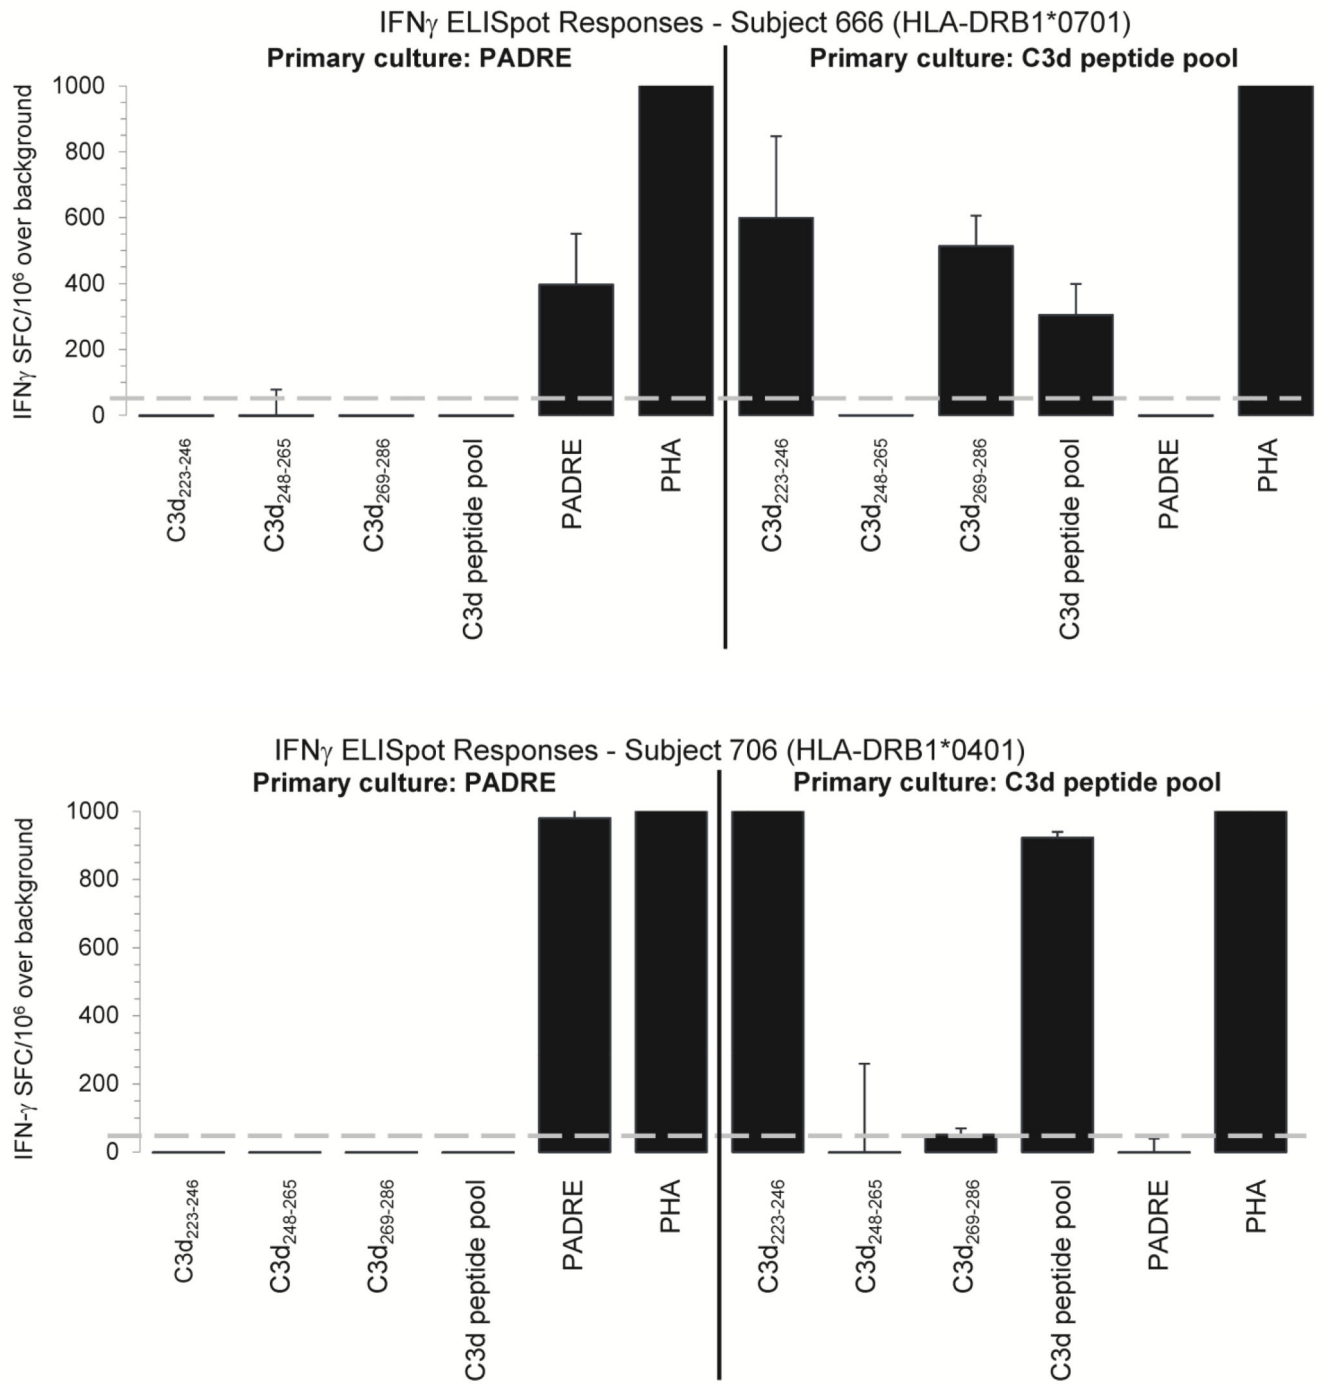 IFNγ ELISpot Responses - Subject 666 (HLA-DRB1*0701)
Primary culture: PADRE
Primary culture: C3d peptide pool
IFNγ SFC/10⁶ over background
1000
800
600
400
200
0
C3d₂₂₃₋₂₄₆
C3d₂₄₈₋₂₆₅
C3d₂₆₉₋₂₈₆
C3d peptide pool
PADRE
PHA
C3d₂₂₃₋₂₄₆
C3d₂₄₈₋₂₆₅
C3d₂₆₉₋₂₈₆
C3d peptide pool
PADRE
PHA
IFNγ ELISpot Responses - Subject 706 (HLA-DRB1*0401)
Primary culture: PADRE
Primary culture: C3d peptide pool
IFN-γ SFC/10⁶ over background
1000
800
600
400
200
0
C3d₂₂₃₋₂₄₆
C3d₂₄₈₋₂₆₅
C3d₂₆₉₋₂₈₆
C3d peptide pool
PADRE
PHA
C3d₂₂₃₋₂₄₆
C3d₂₄₈₋₂₆₅
C3d₂₆₉₋₂₈₆
C3d peptide pool
PADRE
PHA